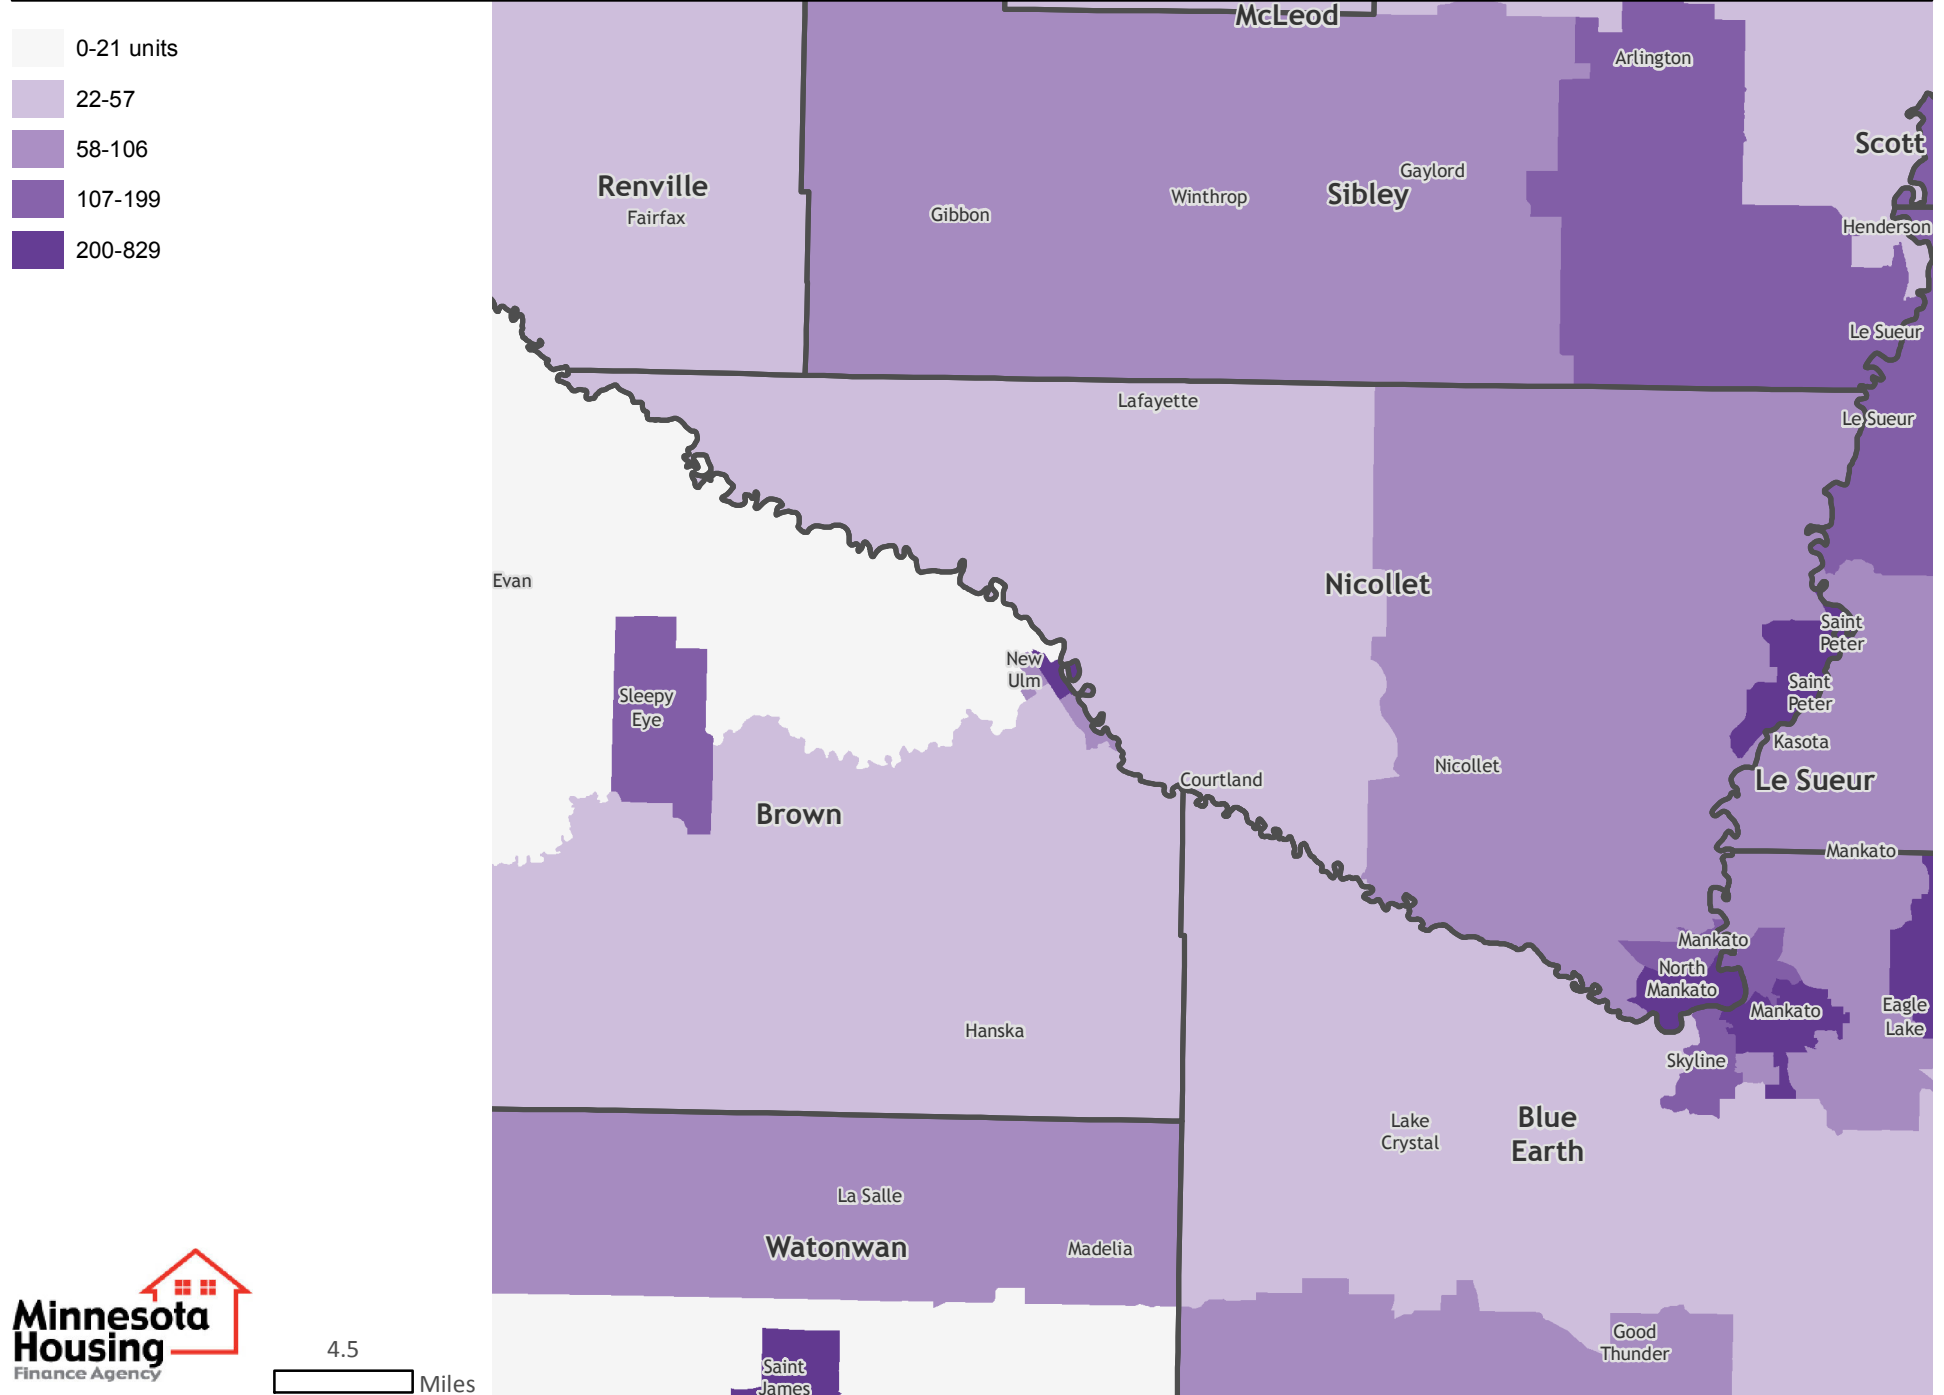 0-21 units
22-57
58-106
107-199
200-829
McLeod
Arlington
Scott
Gaylord
Renville
Winthrop
Sibley
Fairfax
Gibbon
Henderson
Le Sueur
Lafayette
Le Sueur
Evan
Nicollet
Saint
Peter
New
Ulm
Sleepy
Eye
Saint
Peter
Kasota
Nicollet
Courtland
Le Sueur
Brown
Mankato
Mankato
North
Mankato
Mankato
Eagle
Lake
Hanska
Skyline
Lake
Crystal
Blue
Earth
La Salle
Watonwan
Madelia
Good
Thunder
Saint
James
Minnesota
Housing
Finance Agency
4.5
Miles